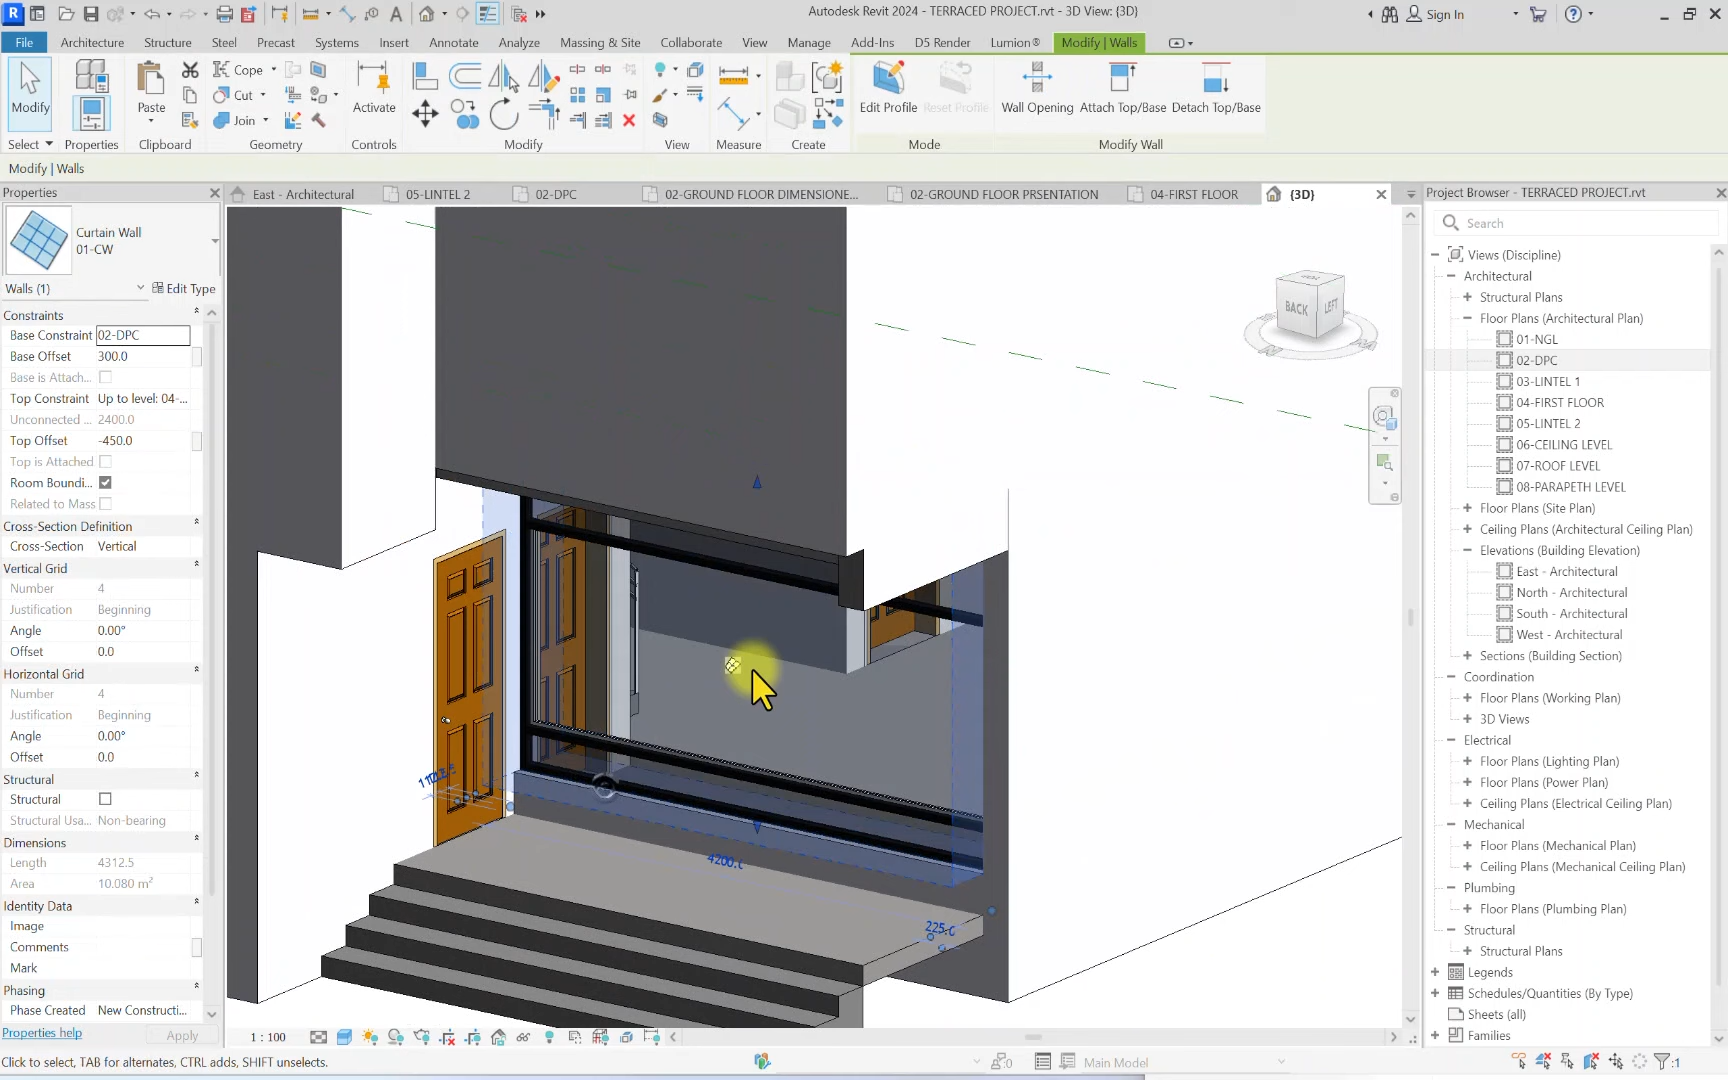 Autodesk Revit 2024 - TERRACED PROJECT.rvt - 3D View: {3D}
Sign In
File Architecture Structure Steel Precast Systems Insert Annotate Analyze Massing & Site Collaborate View Manage Add-Ins D5 Render Lumion® Modify | Walls
Modify
Paste
Cope
Cut
Join
Activate
Edit Profile Reset Profile
Wall Opening Attach Top/Base Detach Top/Base
Select Properties Clipboard Geometry Controls Modify View Measure Create Mode Modify Wall
Modify | Walls
Properties
East - Architectural 05-LINTEL 2 02-DPC 02-GROUND FLOOR DIMENSIONE... 02-GROUND FLOOR PRSENTATION 04-FIRST FLOOR {3D}
Curtain Wall
01-CW
Walls (1) Edit Type
Constraints
Base Constraint 02-DPC
Base Offset 300.0
Base is Attach...
Top Constraint Up to level: 04-...
Unconnected ... 2400.0
Top Offset -450.0
Top is Attached
Room Boundi...
Related to Mass
Cross-Section Definition
Cross-Section Vertical
Vertical Grid
Number 4
Justification Beginning
Angle 0.00°
Offset 0.0
Horizontal Grid
Number 4
Justification Beginning
Angle 0.00°
Offset 0.0
Structural
Structural
Structural Usa... Non-bearing
Dimensions
Length 4312.5
Area 10.080 m²
Identity Data
Image
Comments
Mark
Phasing
Phase Created New Constructi...
Properties help Apply
BACK LEFT
4200.0
225.0
1 : 100
Click to select, TAB for alternates, CTRL adds, SHIFT unselects.
:0
Main Model
:1
Project Browser - TERRACED PROJECT.rvt
Search
Views (Discipline)
Architectural
Structural Plans
Floor Plans (Architectural Plan)
01-NGL
02-DPC
03-LINTEL 1
04-FIRST FLOOR
05-LINTEL 2
06-CEILING LEVEL
07-ROOF LEVEL
08-PARAPETH LEVEL
Floor Plans (Site Plan)
Ceiling Plans (Architectural Ceiling Plan)
Elevations (Building Elevation)
East - Architectural
North - Architectural
South - Architectural
West - Architectural
Sections (Building Section)
Coordination
Floor Plans (Working Plan)
3D Views
Electrical
Floor Plans (Lighting Plan)
Floor Plans (Power Plan)
Ceiling Plans (Electrical Ceiling Plan)
Mechanical
Floor Plans (Mechanical Plan)
Ceiling Plans (Mechanical Ceiling Plan)
Plumbing
Floor Plans (Plumbing Plan)
Structural
Structural Plans
Legends
Schedules/Quantities (By Type)
Sheets (all)
Families